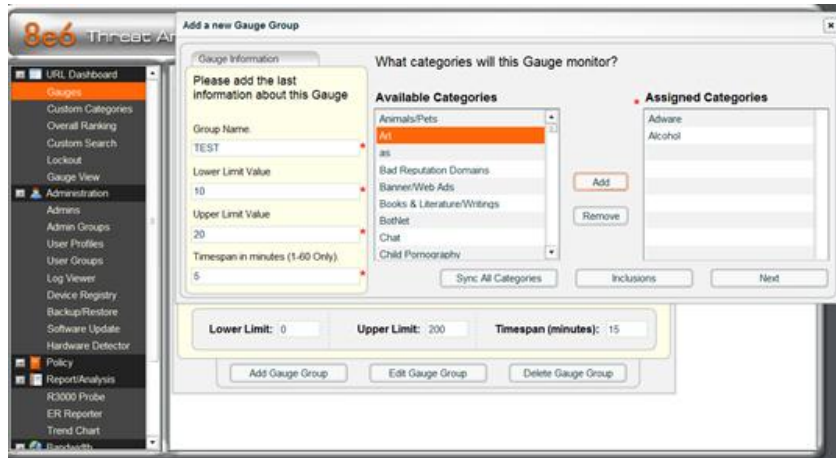 8e6 Threat A
Add a new Gauge Group
URL Dashboard
Gauges
Custom Categories
Overall Ranking
Custom Search
Lockout
Gauge View
Administration
Admins
Admin Groups
User Profiles
User Groups
Log Viewer
Device Registry
Backup/Restore
Software Update
Hardware Detector
Policy
Report/Analysis
R3000 Probe
ER Reporter
Trend Chart
Bandwidth
Gauge Information
Please add the last
information about this Gauge
Group Name.
TEST *
Lower Limit Value
10 *
Upper Limit Value
20 *
Timespan in minutes (1-60 Only).
5 *
What categories will this Gauge monitor?
Available Categories
Animals/Pets
Art
as
Bad Reputation Domains
Banner/Web Ads
Books & Literature/Writings
BotNet
Chat
Child Pornography
Add
Remove
* Assigned Categories
Adware
Alcohol
Sync All Categories
Inclusions
Next
Lower Limit: 0 Upper Limit: 200 Timespan (minutes): 15
Add Gauge Group
Edit Gauge Group
Delete Gauge Group